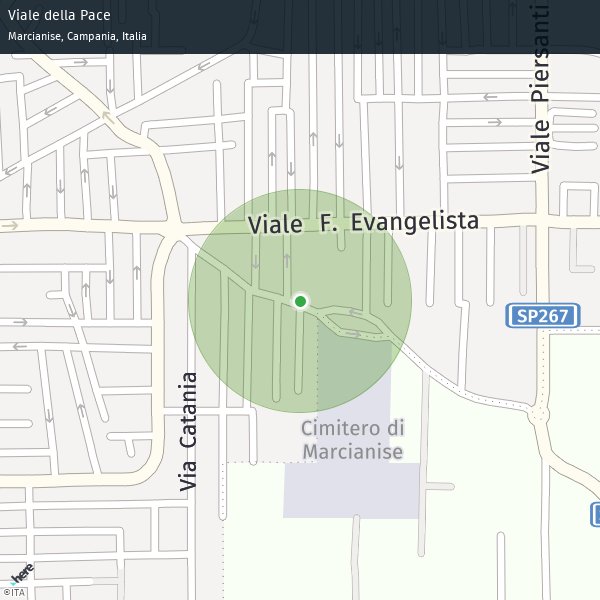 Viale della Pace
Marcianise, Campania, Italia
Viale Piersanti
Viale F. Evangelista
SP267
Via Catania
Cimitero di
Marcianise
here
©ITA